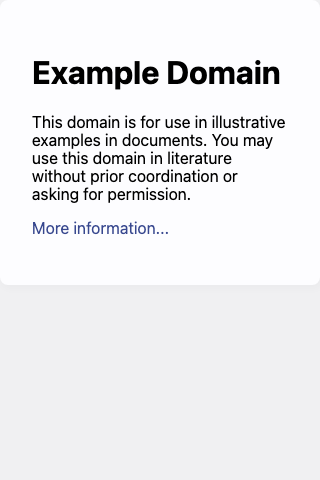 Example Domain
This domain is for use in illustrative
examples in documents. You may
use this domain in literature
without prior coordination or
asking for permission.
More information...